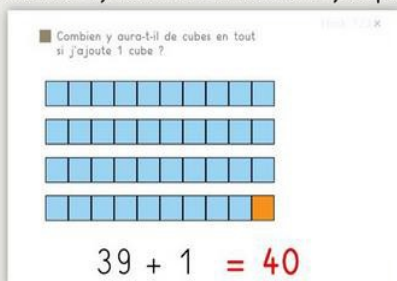 Combien y aura-t-il de cubes en tout
si j'ajoute 1 cube ?
39 + 1 = 40